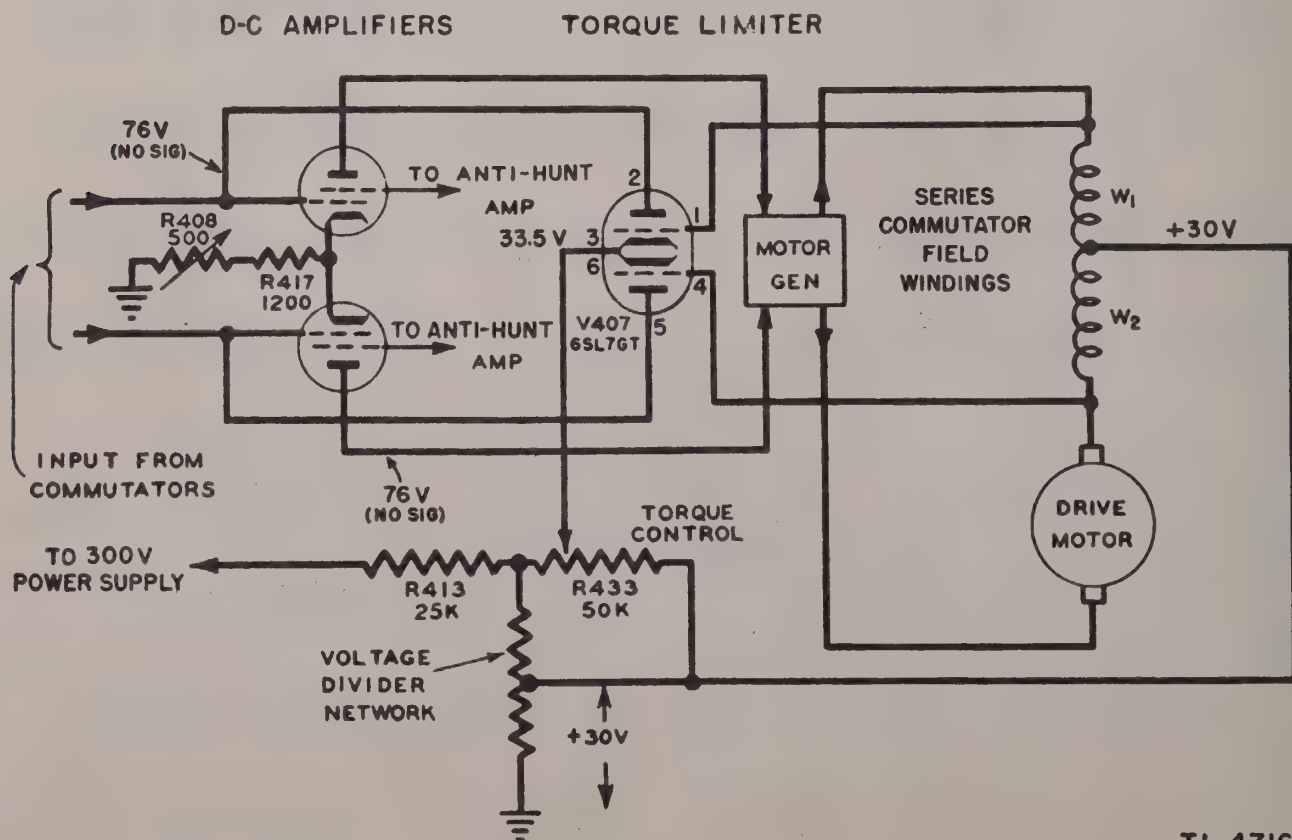 D-C AMPLIFIERS
TORQUE LIMITER
76V
(NO SIG)
TO ANTI-HUNT
AMP
R408
500
R417
1200
TO ANTI-HUNT
AMP
2
1
3
33.5 V
6
4
5
V407
6SL7GT
MOTOR
GEN
SERIES
COMMUTATOR
FIELD
WINDINGS
W1
+30V
W2
INPUT FROM
COMMUTATORS
76V
(NO SIG)
TORQUE
CONTROL
DRIVE
MOTOR
TO 300V
POWER SUPPLY
R413
25K
R433
50K
VOLTAGE
DIVIDER
NETWORK
+30V